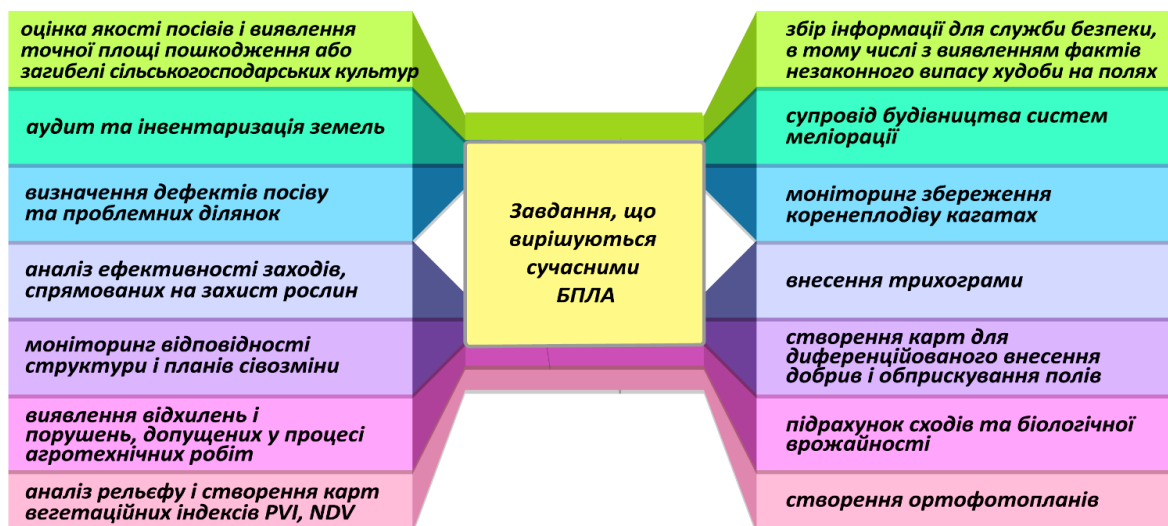 оцінка якості посівів і виявлення
точної площі пошкодження або
загибелі сільськогосподарських культур
аудит та інвентаризація земель
визначення дефектів посіву
та проблемних ділянок
аналіз ефективності заходів,
спрямованих на захист рослин
моніторинг відповідності
структури і планів сівозміни
виявлення відхилень і
порушень, допущених у процесі
агротехнічних робіт
аналіз рельєфу і створення карт
вегетаційних індексів PVI, NDV
Завдання, що
вирішуються
сучасними
БПЛА
збір інформації для служби безпеки,
в тому числі з виявленням фактів
незаконного випасу худоби на полях
супровід будівництва систем
меліорації
моніторинг збереження
коренеплодіву кагатах
внесення трихограми
створення карт для
диференційованого внесення
добрив і обприскування полів
підрахунок сходів та біологічної
врожайності
створення ортофотопланів